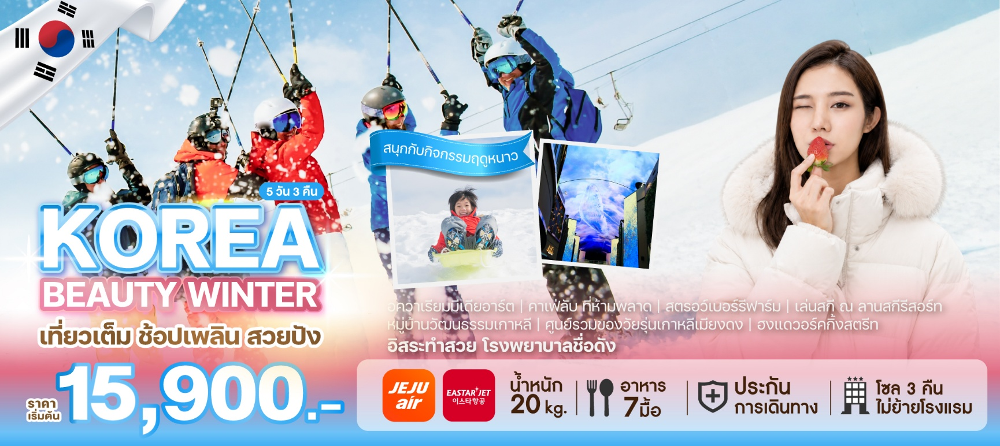 สนุกกับกิจกรรมฤดูหนาว
5 วัน 3 คืน
KOREA
BEAUTY WINTER
เที่ยวเต็ม ช้อปเพลิน สวยปัง
ราคา
เริ่มต้น
15,900.-
อควาเรียมมีเดียอาร์ต | คาเฟ่ลับ ที่ห้ามพลาด | สตรอว์เบอร์รีฟาร์ม | เล่นสกี ณ ลานสกีรีสอร์ท
หมู่บ้านวัฒนธรรมเกาหลี | ศูนย์รวมของวัยรุ่นเกาหลีเมียงดง | ฮงแดวอร์คกิ้งสตรีท
อิสระทำสวย โรงพยาบาลชื่อดัง
JEJU
air
EASTAR JET
이스타항공
น้ำหนัก
20 kg.
อาหาร
7มื้อ
ประกัน
การเดินทาง
โซล 3 คืน
ไม่ย้ายโรงแรม